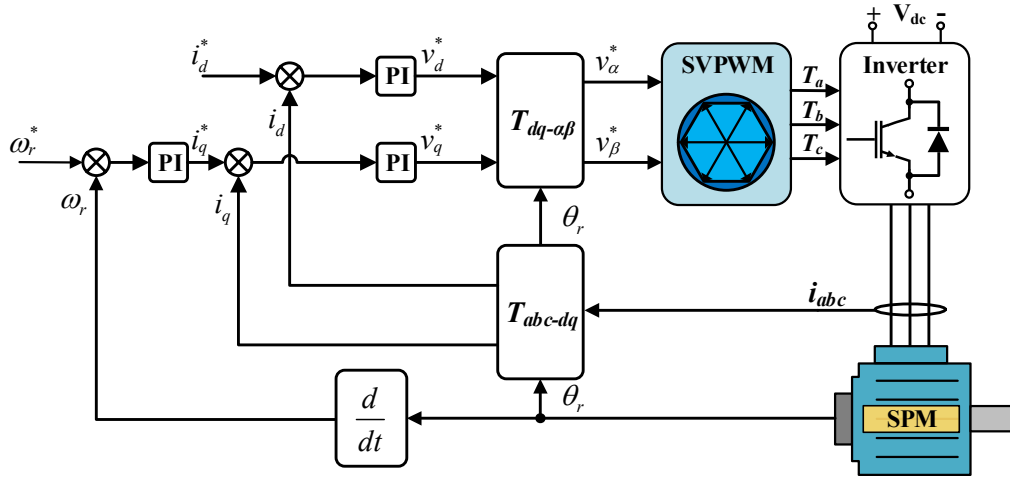 + V_dc -
i_d^*
v_d^*
v_α^*
SVPWM
Inverter
PI
T_a
i_d
T_dq-αβ
T_b
ω_r^*
i_q^*
v_q^*
v_β^*
T_c
PI
PI
ω_r
i_q
θ_r
i_abc
T_abc-dq
θ_r
d
dt
SPM